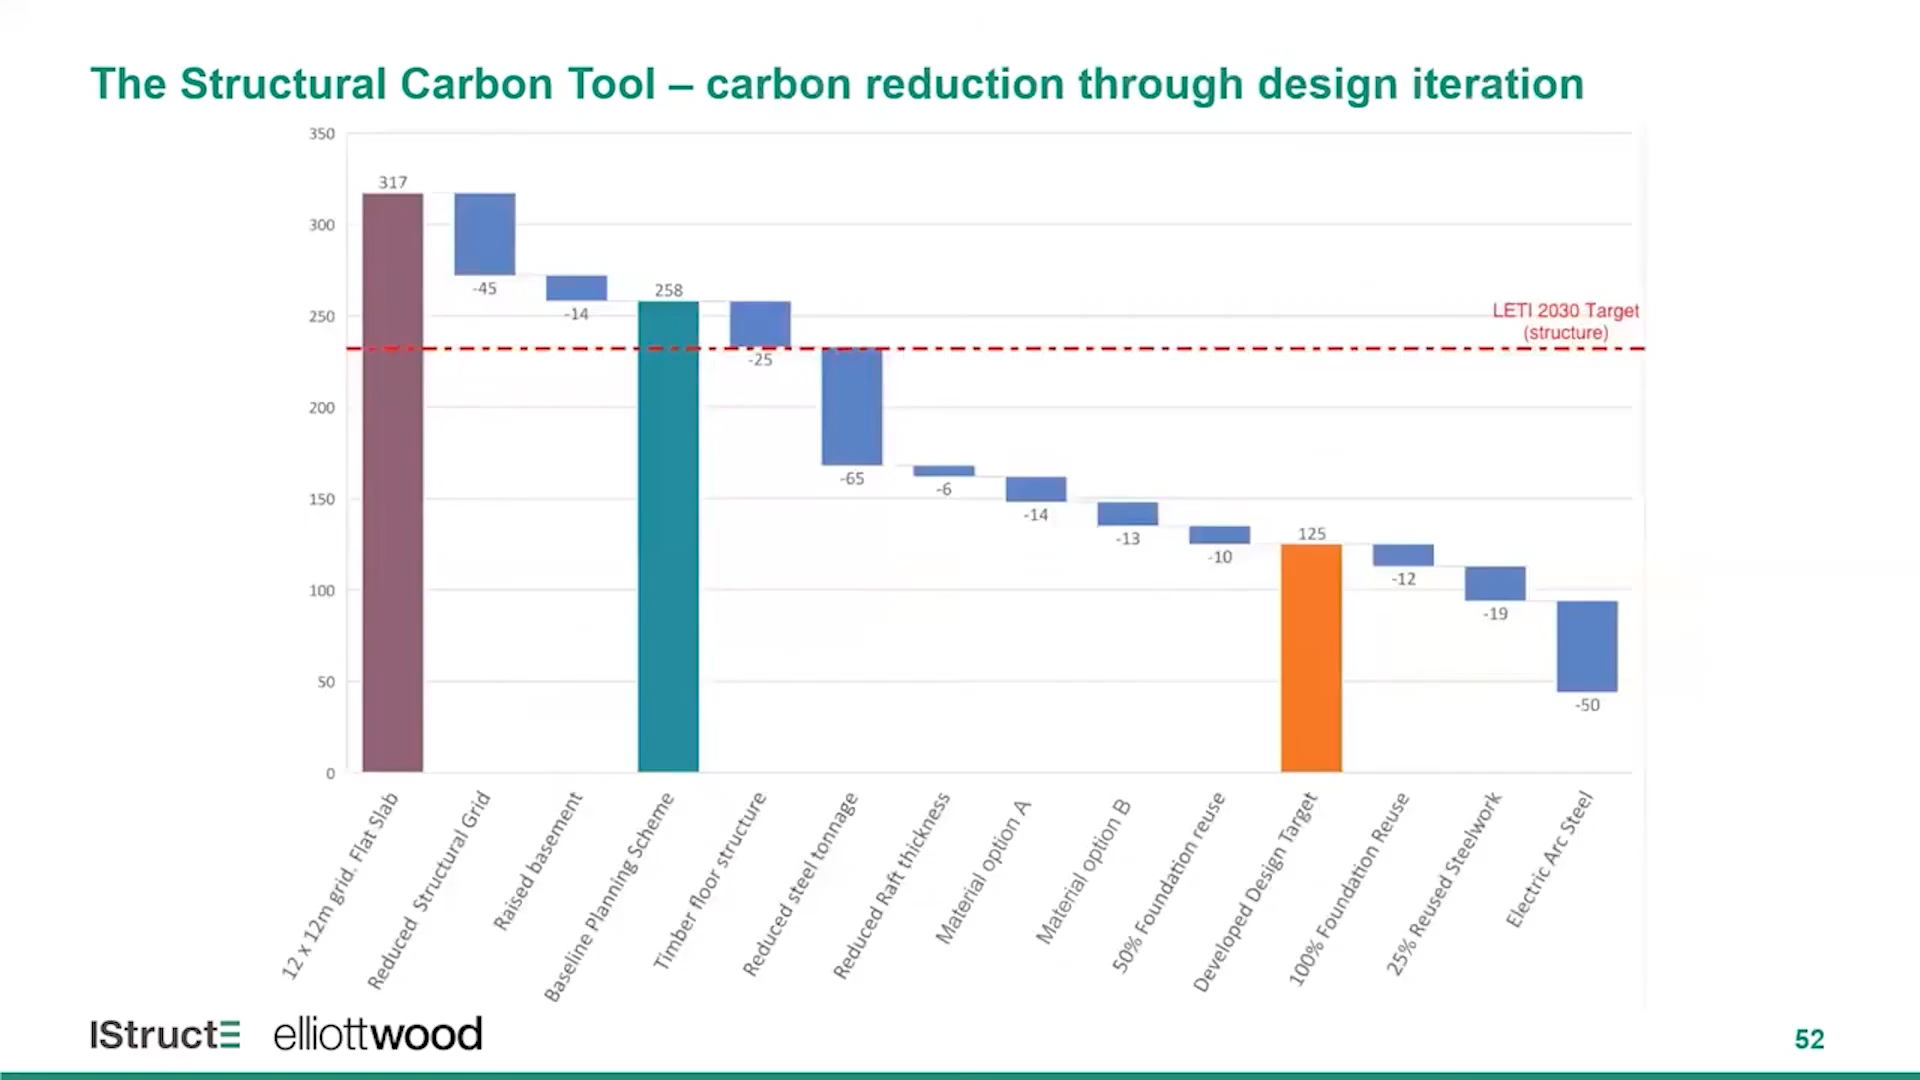 The Structural Carbon Tool – carbon reduction through design iteration
350
300
250
200
150
100
50
0
317
-45
-14
258
-25
-65
-6
-14
-13
-10
125
-12
-19
-50
LETI 2030 Target
(structure)
12 x 12m grid. Flat Slab
Reduced Structural Grid
Raised basement
Baseline Planning Scheme
Timber floor structure
Reduced steel tonnage
Reduced Raft thickness
Material option A
Material option B
50% Foundation reuse
Developed Design Target
100% Foundation Reuse
25% Reused Steelwork
Electric Arc Steel
IStructE
elliottwood
52